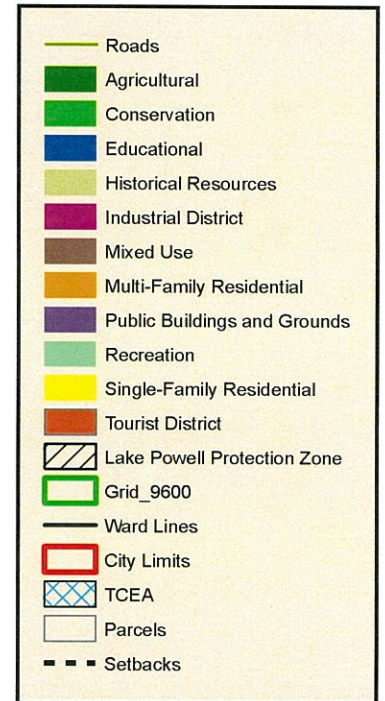 Roads
Agricultural
Conservation
Educational
Historical Resources
Industrial District
Mixed Use
Multi-Family Residential
Public Buildings and Grounds
Recreation
Single-Family Residential
Tourist District
Lake Powell Protection Zone
Grid_9600
Ward Lines
City Limits
TCEA
Parcels
Setbacks